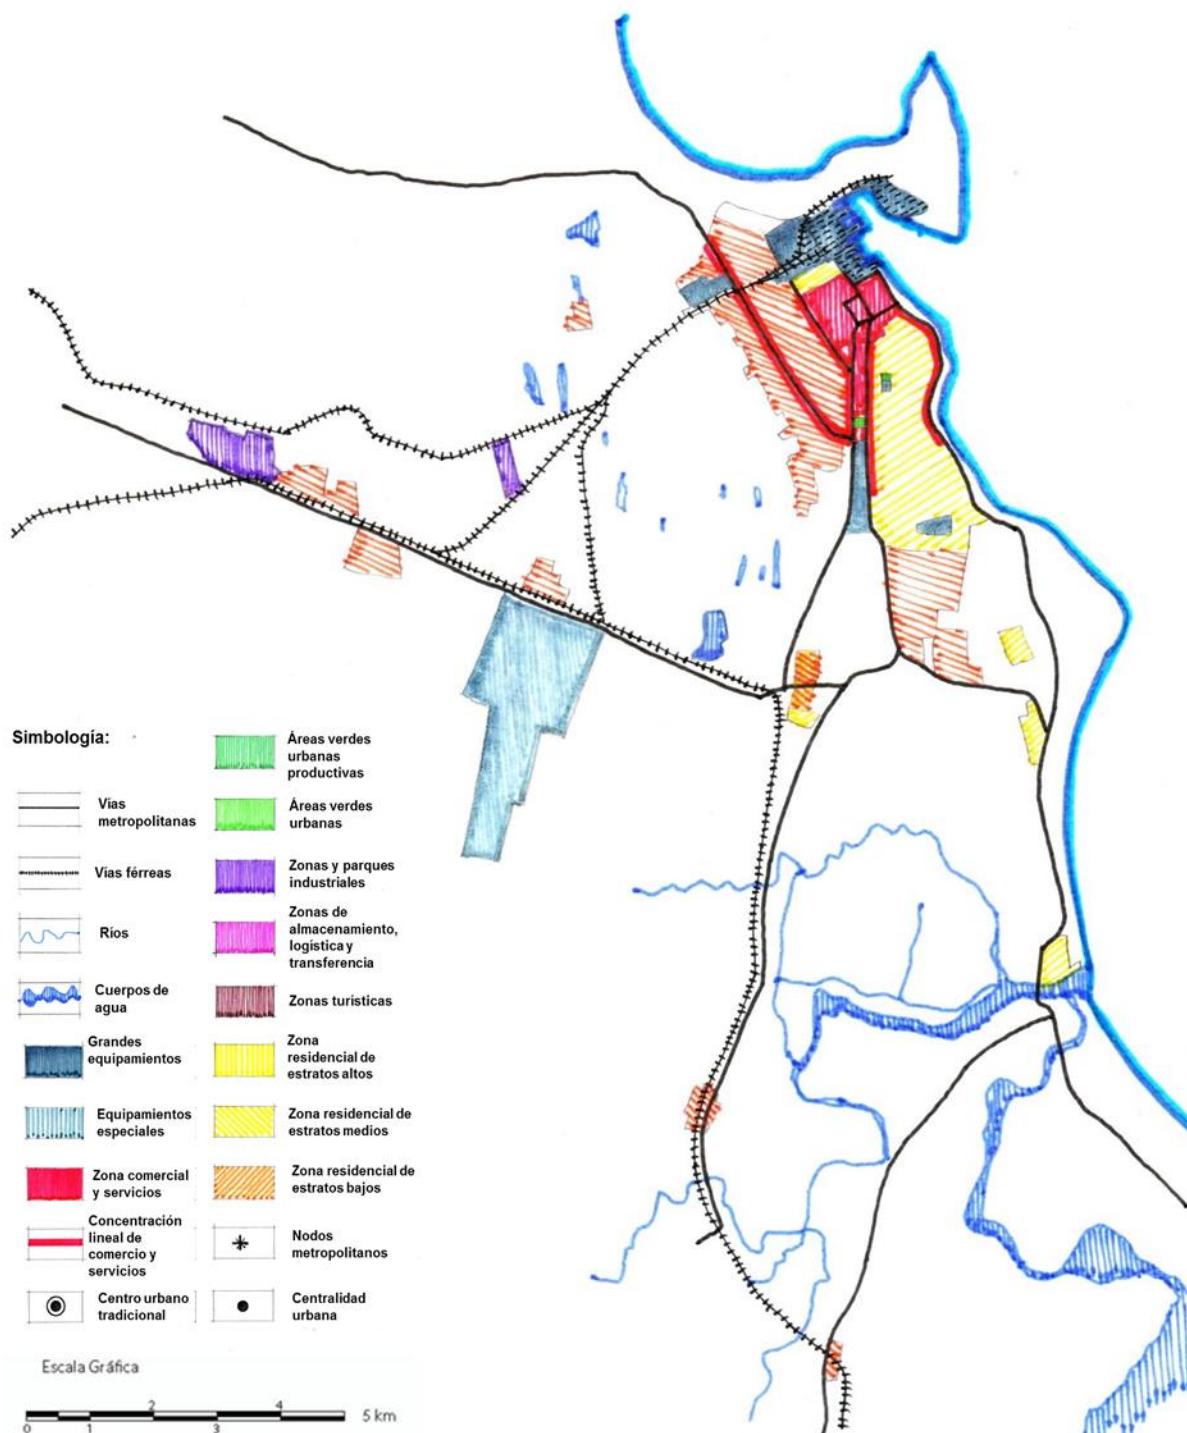 Simbología:
Vias
metropolitanas
Vias férreas
Ríos
Cuerpos de
agua
Grandes
equipamientos
Equipamientos
especiales
Zona comercial
y servicios
Concentración
lineal de
comercio y
servicios
Centro urbano
tradicional
Áreas verdes
urbanas
productivas
Áreas verdes
urbanas
Zonas y parques
industriales
Zonas de
almacenamiento,
logística y
transferencia
Zonas turisticas
Zona
residencial de
estratos altos
Zona residencial de
estratos medios
Zona residencial de
estratos bajos
Nodos
metropolitanos
Centralidad
urbana
Escala Gráfica
2 4
5 km
0 1 3